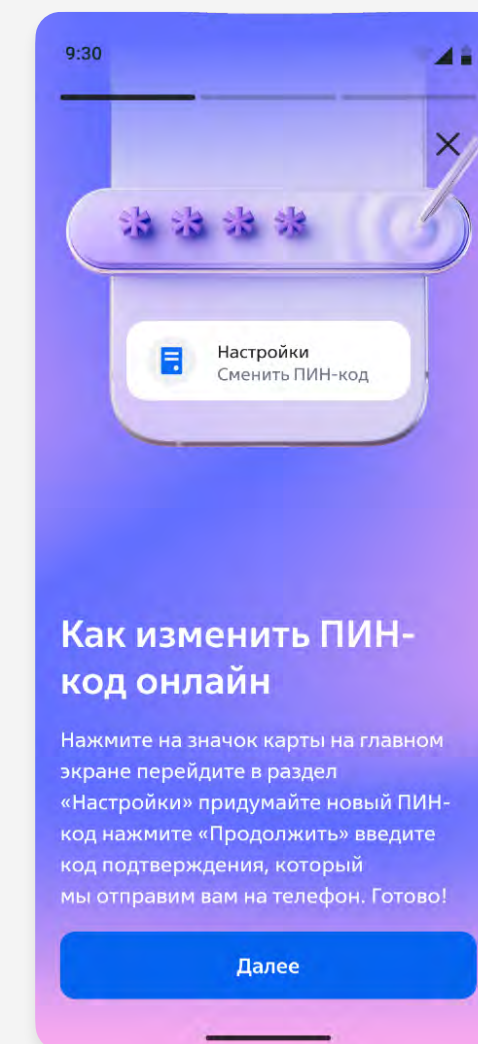 9:30
****
Настройки
Сменить ПИН-код
Как изменить ПИН-
код онлайн
Нажмите на значок карты на главном
экране перейдите в раздел
«Настройки» придумайте новый ПИН-
код нажмите «Продолжить» введите
код подтверждения, который
мы отправим вам на телефон. Готово!
Далее